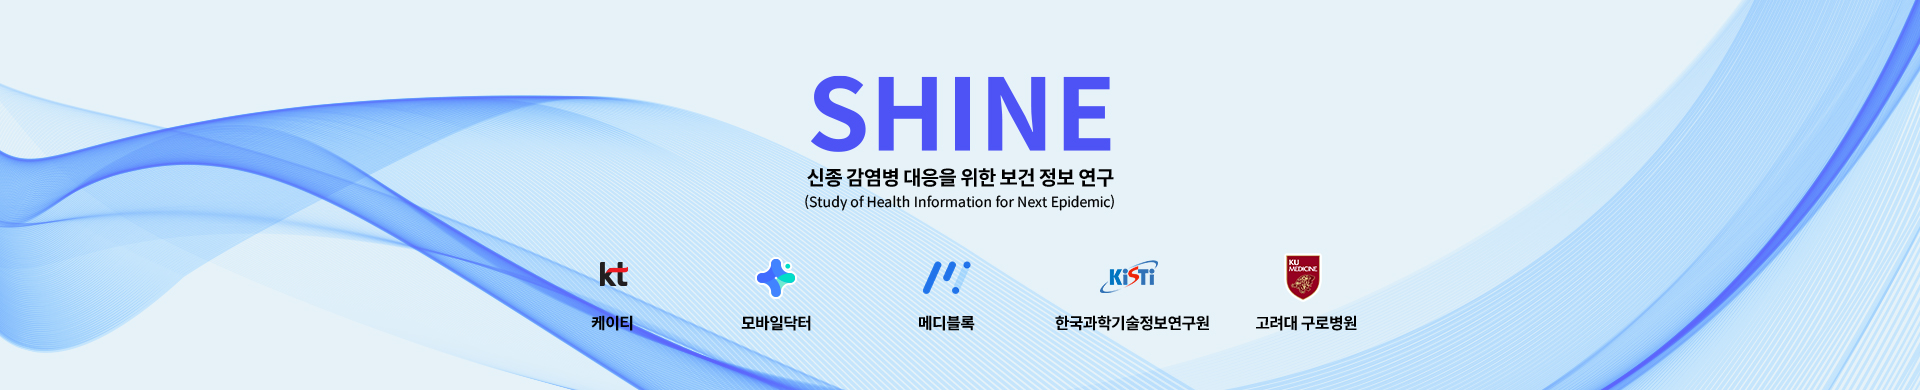 SHINE
신종 감염병 대응을 위한 보건 정보 연구
(Study of Health Information for Next Epidemic)
kt
KiSTi
KU
MEDICINE
케이티
모바일닥터
메디블록
한국과학기술정보연구원
고려대 구로병원